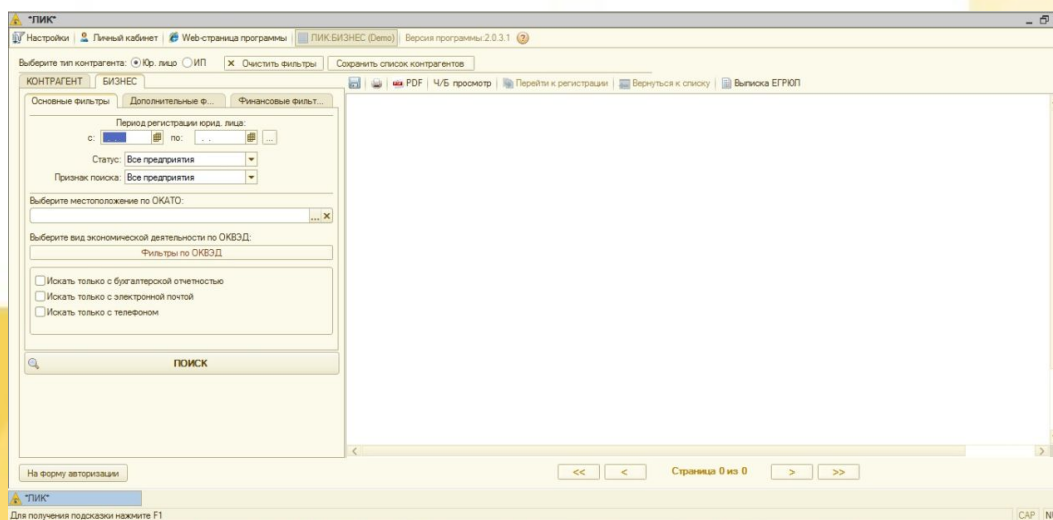 "ПИК"
Настройки Личный кабинет Web-страница программы ПИК:БИЗНЕС (Demo) Версия программы:2.0.3.1
Выберите тип контрагента: Юр. лицо ИП Очистить фильтры Сохранить список контрагентов
КОНТРАГЕНТ БИЗНЕС PDF Ч/Б просмотр Перейти к регистрации Вернуться к списку Выписка ЕГРЮЛ
Основные фильтры Дополнительные ф... Финансовые фильт...
Период регистрации юрид. лица:
с: . . по: . . ...
Статус: Все предприятия
Признак поиска: Все предприятия
Выберите местоположение по ОКАТО:
...
Выберите вид экономической деятельности по ОКВЭД:
Фильтры по ОКВЭД
Искать только с бухгалтерской отчетностью
Искать только с электронной почтой
Искать только с телефоном
ПОИСК
На форму авторизации << < Страница 0 из 0 > >>
"ПИК"
Для получения подсказки нажмите F1 CAP